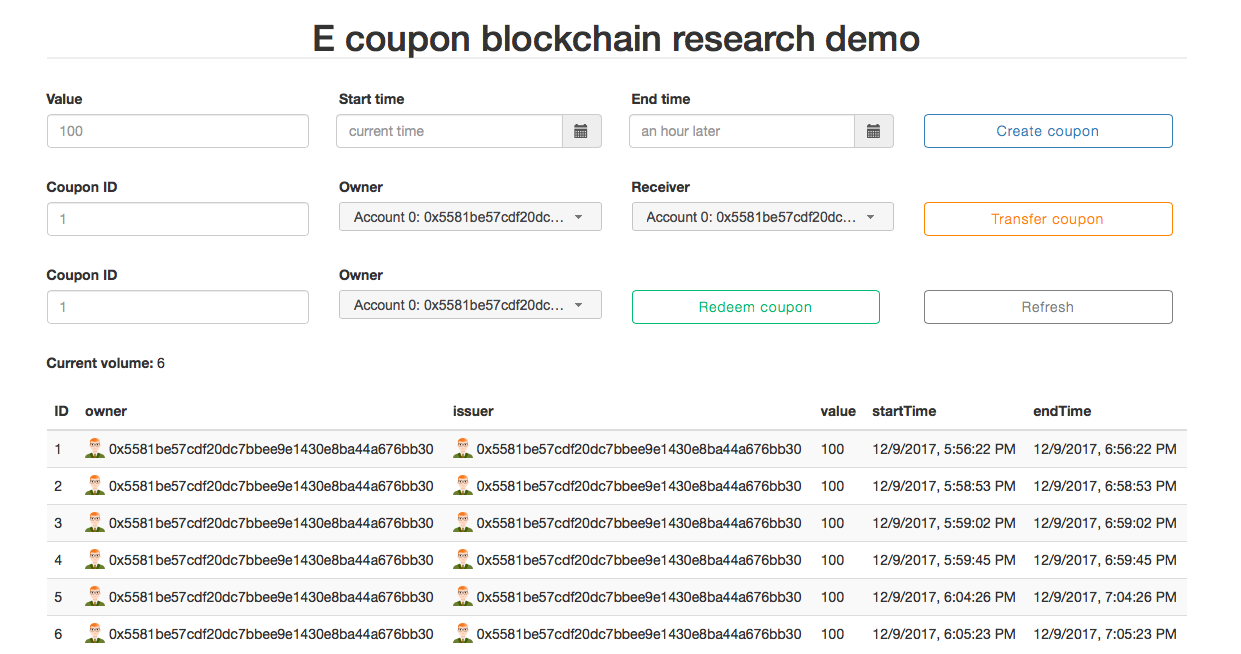 E coupon blockchain research demo
Value Start time End time
100 current time an hour later Create coupon
Coupon ID Owner Receiver
1 Account 0: 0x5581be57cdf20dc... Account 0: 0x5581be57cdf20dc... Transfer coupon
Coupon ID Owner
1 Account 0: 0x5581be57cdf20dc... Redeem coupon Refresh
Current volume: 6
ID owner issuer value startTime endTime
1 0x5581be57cdf20dc7bbee9e1430e8ba44a676bb30 0x5581be57cdf20dc7bbee9e1430e8ba44a676bb30 100 12/9/2017, 5:56:22 PM 12/9/2017, 6:56:22 PM
2 0x5581be57cdf20dc7bbee9e1430e8ba44a676bb30 0x5581be57cdf20dc7bbee9e1430e8ba44a676bb30 100 12/9/2017, 5:58:53 PM 12/9/2017, 6:58:53 PM
3 0x5581be57cdf20dc7bbee9e1430e8ba44a676bb30 0x5581be57cdf20dc7bbee9e1430e8ba44a676bb30 100 12/9/2017, 5:59:02 PM 12/9/2017, 6:59:02 PM
4 0x5581be57cdf20dc7bbee9e1430e8ba44a676bb30 0x5581be57cdf20dc7bbee9e1430e8ba44a676bb30 100 12/9/2017, 5:59:45 PM 12/9/2017, 6:59:45 PM
5 0x5581be57cdf20dc7bbee9e1430e8ba44a676bb30 0x5581be57cdf20dc7bbee9e1430e8ba44a676bb30 100 12/9/2017, 6:04:26 PM 12/9/2017, 7:04:26 PM
6 0x5581be57cdf20dc7bbee9e1430e8ba44a676bb30 0x5581be57cdf20dc7bbee9e1430e8ba44a676bb30 100 12/9/2017, 6:05:23 PM 12/9/2017, 7:05:23 PM